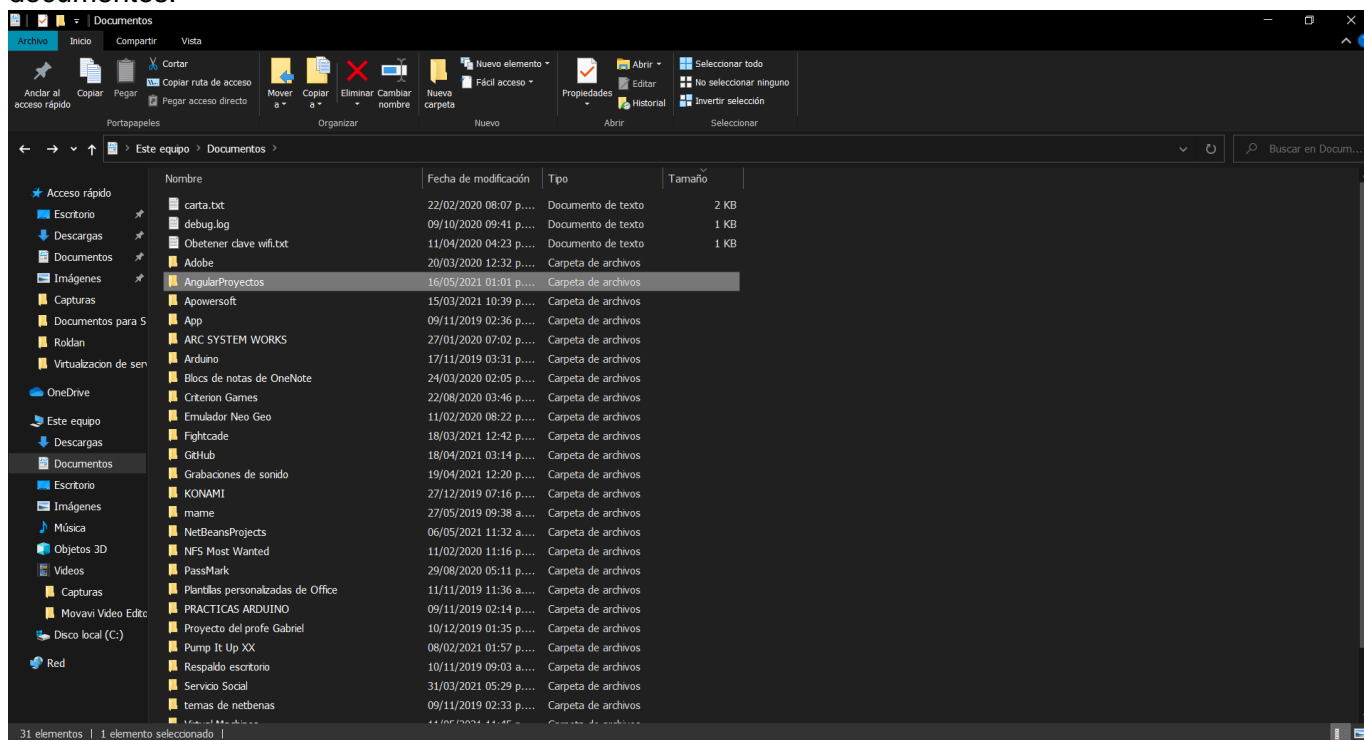 documentos.
Documentos
Archivo Inicio Compartir Vista
Anclar al acceso rápido
Copiar
Pegar
Cortar
Copiar ruta de acceso
Pegar acceso directo
Portapapeles
Mover a
Copiar a
Eliminar
Cambiar nombre
Organizar
Nueva carpeta
Nuevo elemento
Fácil acceso
Nuevo
Propiedades
Abrir
Editar
Historial
Abrir
Seleccionar todo
No seleccionar ninguno
Invertir selección
Seleccionar
Este equipo > Documentos >
Buscar en Docum...
Acceso rápido
Escritorio
Descargas
Documentos
Imágenes
Capturas
Documentos para S
Roldan
Virtualizacion de serv
OneDrive
Este equipo
Descargas
Documentos
Escritorio
Imágenes
Música
Objetos 3D
Videos
Capturas
Movavi Video Edito
Disco local (C:)
Red
Nombre Fecha de modificación Tipo Tamaño
carta.txt 22/02/2020 08:07 p.... Documento de texto 2 KB
debug.log 09/10/2020 09:41 p.... Documento de texto 1 KB
Obetener clave wifi.txt 11/04/2020 04:23 p.... Documento de texto 1 KB
Adobe 20/03/2020 12:32 p.... Carpeta de archivos
AngularProyectos 16/05/2021 01:01 p.... Carpeta de archivos
Apowersoft 15/03/2021 10:39 p.... Carpeta de archivos
App 09/11/2019 02:36 p.... Carpeta de archivos
ARC SYSTEM WORKS 27/01/2020 07:02 p.... Carpeta de archivos
Arduino 17/11/2019 03:31 p.... Carpeta de archivos
Blocs de notas de OneNote 24/03/2020 02:05 p.... Carpeta de archivos
Criterion Games 22/08/2020 03:46 p.... Carpeta de archivos
Emulador Neo Geo 11/02/2020 08:22 p.... Carpeta de archivos
Fightcade 18/03/2021 12:42 p.... Carpeta de archivos
GitHub 18/04/2021 03:14 p.... Carpeta de archivos
Grabaciones de sonido 19/04/2021 12:20 p.... Carpeta de archivos
KONAMI 27/12/2019 07:16 p.... Carpeta de archivos
mame 27/05/2019 09:38 a.... Carpeta de archivos
NetBeansProjects 06/05/2021 11:32 a.... Carpeta de archivos
NFS Most Wanted 11/02/2020 11:16 p.... Carpeta de archivos
PassMark 29/08/2020 05:11 p.... Carpeta de archivos
Plantillas personalizadas de Office 11/11/2019 11:36 a.... Carpeta de archivos
PRACTICAS ARDUINO 09/11/2019 02:14 p.... Carpeta de archivos
Proyecto del profe Gabriel 10/12/2019 01:35 p.... Carpeta de archivos
Pump It Up XX 08/02/2021 01:57 p.... Carpeta de archivos
Respaldo escritorio 10/11/2019 09:03 a.... Carpeta de archivos
Servicio Social 31/03/2021 05:29 p.... Carpeta de archivos
temas de netbenas 09/11/2019 02:33 p.... Carpeta de archivos
31 elementos | 1 elemento seleccionado |